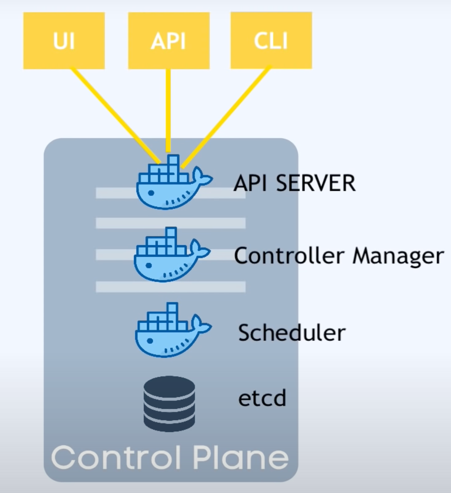 UI API CLI
API SERVER
Controller Manager
Scheduler
etcd
Control Plane